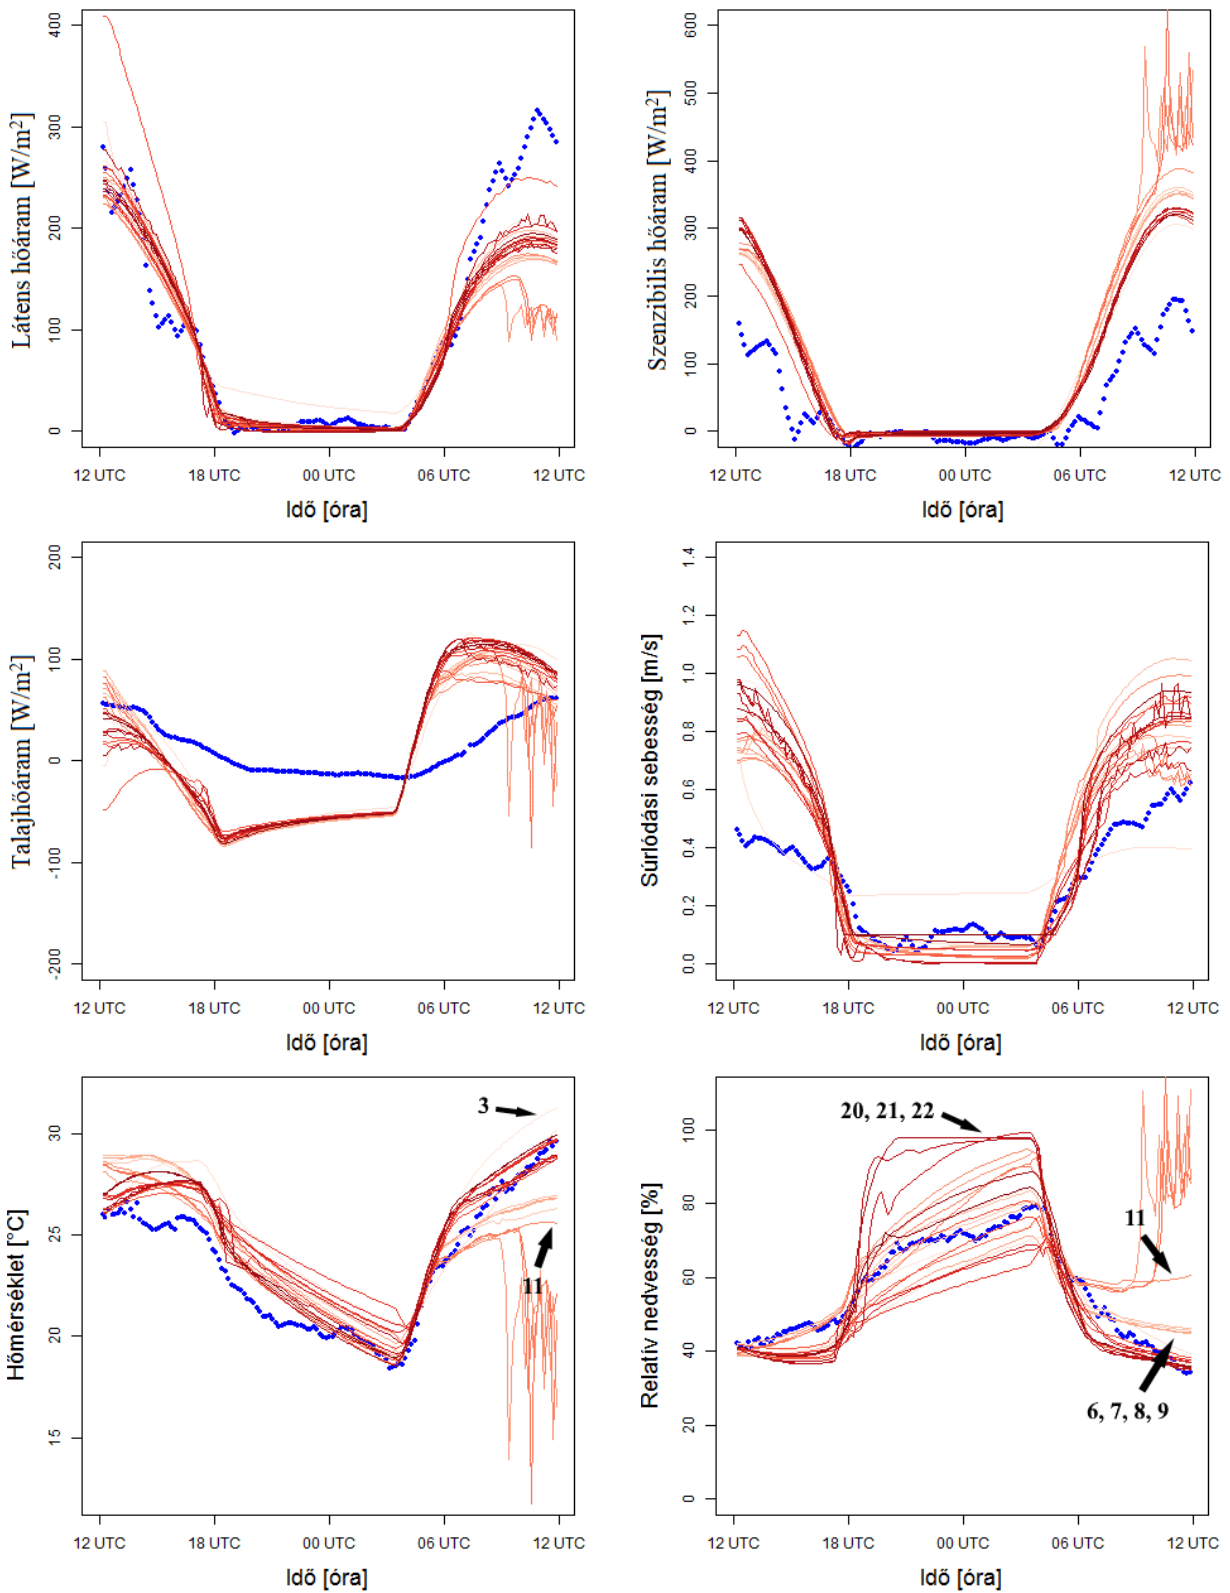 Látens hőáram [W/m²]
400
300
200
100
0
12 UTC 18 UTC 00 UTC 06 UTC 12 UTC
Idő [óra]
Szenzibilis hőáram [W/m²]
600
500
400
300
200
100
0
12 UTC 18 UTC 00 UTC 06 UTC 12 UTC
Idő [óra]
Talajhőáram [W/m²]
200
100
0
-100
-200
12 UTC 18 UTC 00 UTC 06 UTC 12 UTC
Idő [óra]
Súrlódási sebesség [m/s]
1.4
1.2
1.0
0.8
0.6
0.4
0.2
0.0
12 UTC 18 UTC 00 UTC 06 UTC 12 UTC
Idő [óra]
Hőmérséklet [°C]
30
25
20
15
3
11
12 UTC 18 UTC 00 UTC 06 UTC 12 UTC
Idő [óra]
Relatív nedvesség [%]
100
80
60
40
20
0
20, 21, 22
11
6, 7, 8, 9
12 UTC 18 UTC 00 UTC 06 UTC 12 UTC
Idő [óra]